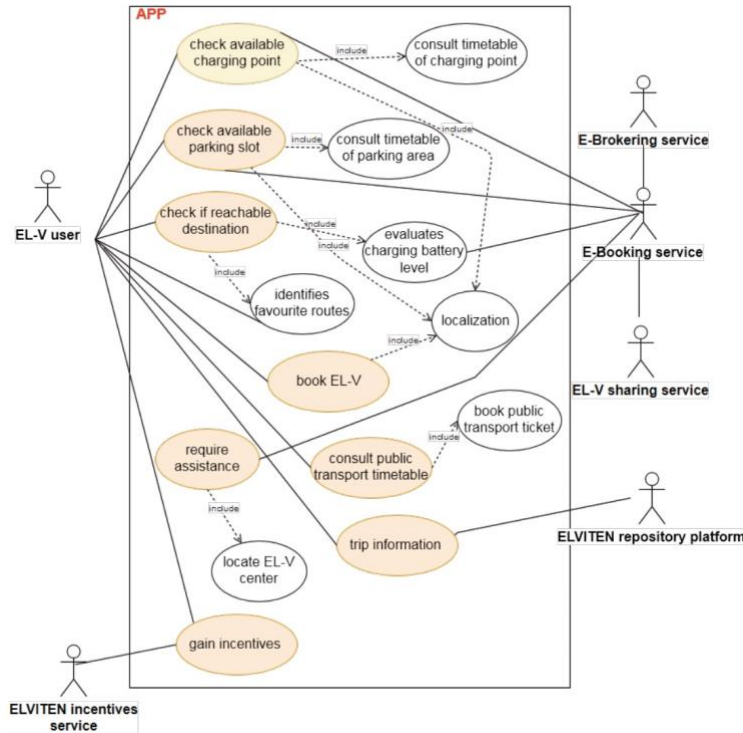 APP
check available
charging point
include
consult timetable
of charging point
include
check available
parking slot
include
consult timetable
of parking area
E-Brokering service
EL-V user
check if reachable
destination
include
evaluates
charging battery
level
E-Booking service
include
include
identifies
favourite routes
localization
include
book EL-V
EL-V sharing service
book public
transport ticket
include
require
assistance
consult public
transport timetable
include
trip information
ELVITEN repository platform
locate EL-V
center
gain incentives
ELVITEN incentives
service